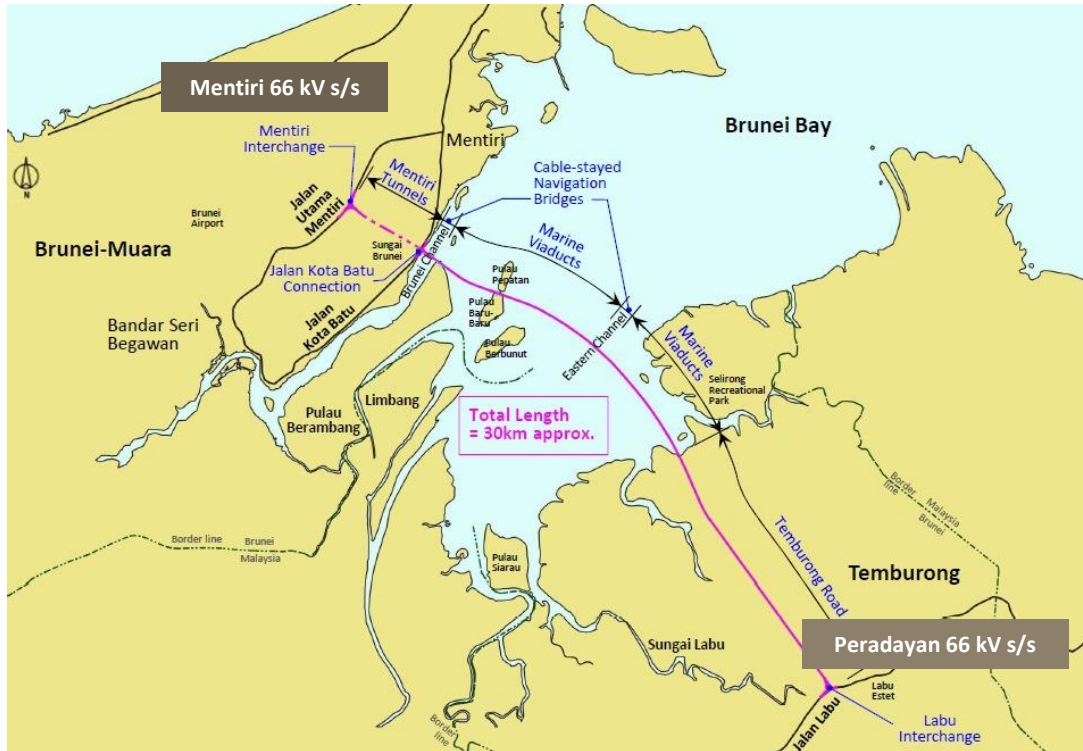 Mentiri 66 kV s/s
Mentiri
Interchange
Mentiri
Brunei Bay
Cable-stayed
Navigation
Bridges
Mentiri
Tunnels
N
Jalan
Utama
Mentiri
Brunei
Airport
Brunei-Muara
Sungai
Brunei
Jalan Kota Batu
Connection
Brunei Channel
Marine
Viaducts
Pulau
Pepatan
Pulau
Baru-
Baru
Pulau
Berbunut
Jalan
Kota Batu
Bandar Seri
Begawan
Eastern Channel
Marine
Viaducts
Selirong
Recreational
Park
Limbang
Pulau
Berambang
Total Length
= 30km approx.
Border
line
Malaysia
Brunei
Border line
Brunei
Malaysia
Pulau
Siarau
Temburong Road
Temburong
Peradayan 66 kV s/s
Sungai Labu
Labu
Estet
Jalan Labu
Labu
Interchange
Border
line